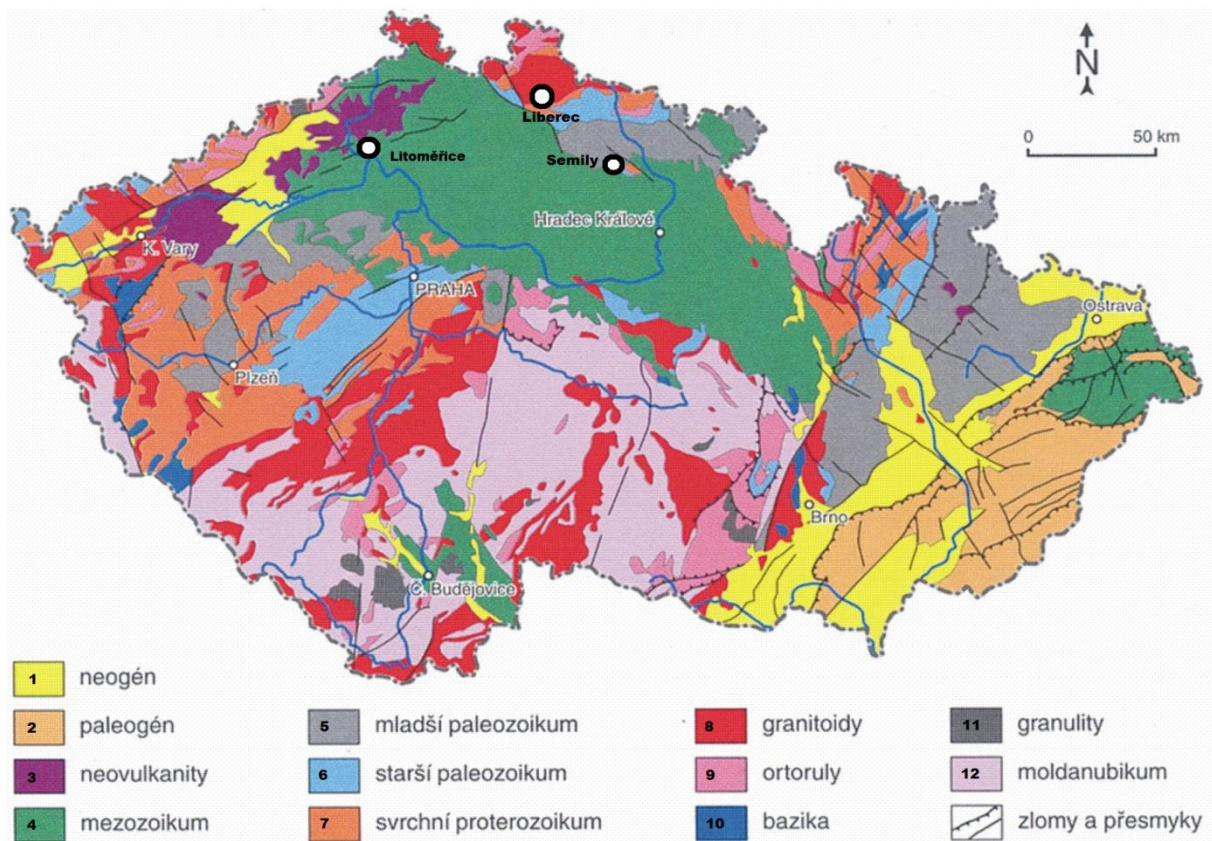 N
0 50 km
Liberec
Litoměřice
Semily
Hradec Králové
K. Vary
PRAHA
Ostrava
Plzeň
Brno
Č. Budějovice
1 neogén
2 paleogén
5 mladší paleozoikum
8 granitoidy
11 granulity
3 neovulkanity
6 starší paleozoikum
9 ortoruly
12 moldanubikum
4 mezozoikum
7 svrchní proterozoikum
10 bazika
zlomy a přesmyky